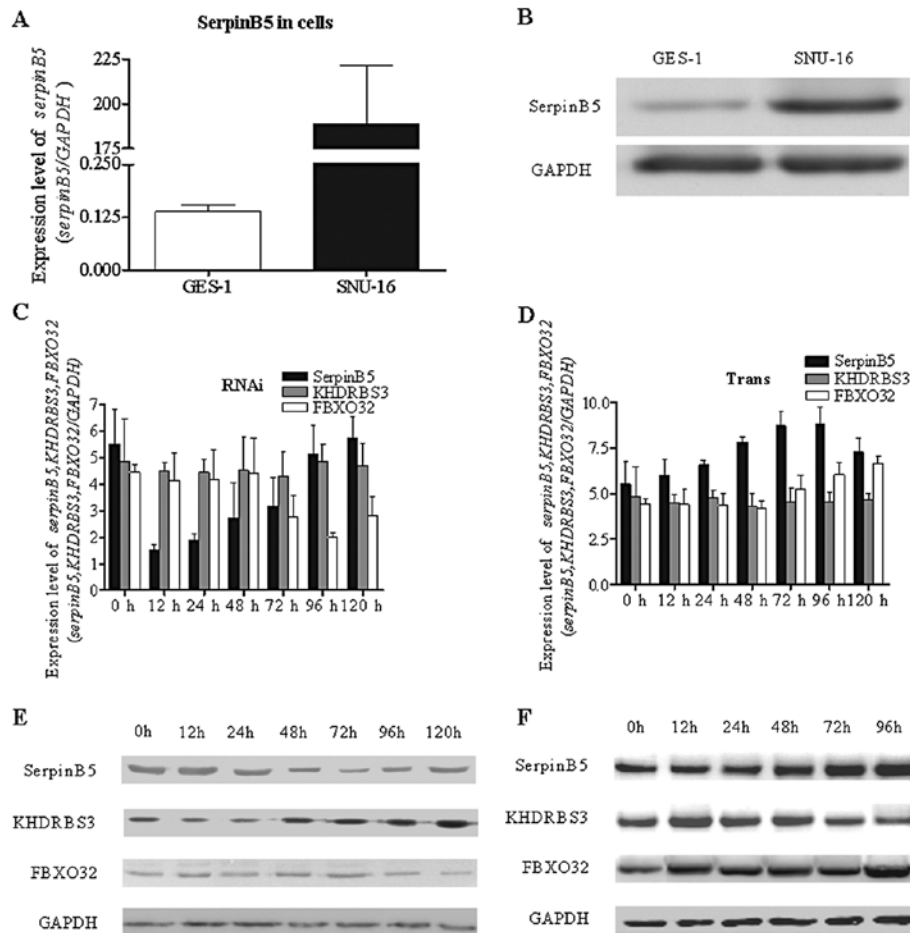 A
SerpinB5 in cells
Expression level of serpinB5
(serpinB5/GAPDH )
225
200
175
0.250
0.125
0.000
GES-1 SNU-16
B
GES-1 SNU-16
SerpinB5
GAPDH
C
Expression level of serpinB5,KHDRBS3,FBXO32
(serpinB5,KHDRBS3,FBXO32/GAPDH)
RNAi
SerpinB5
KHDRBS3
FBXO32
7
6
5
4
3
2
1
0
0 h 12 h 24 h 48 h 72 h 96 h 120 h
D
Expression level of serpinB5,KHDRBS3,FBXO32
(serpinB5,KHDRBS3,FBXO32/GAPDH)
Trans
SerpinB5
KHDRBS3
FBXO32
10.0
7.5
5.0
2.5
0.0
0 h 12 h 24 h 48 h 72 h 96 h 120 h
E
0h 12h 24h 48h 72h 96h 120h
SerpinB5
KHDRBS3
FBXO32
GAPDH
F
0h 12h 24h 48h 72h 96h
SerpinB5
KHDRBS3
FBXO32
GAPDH